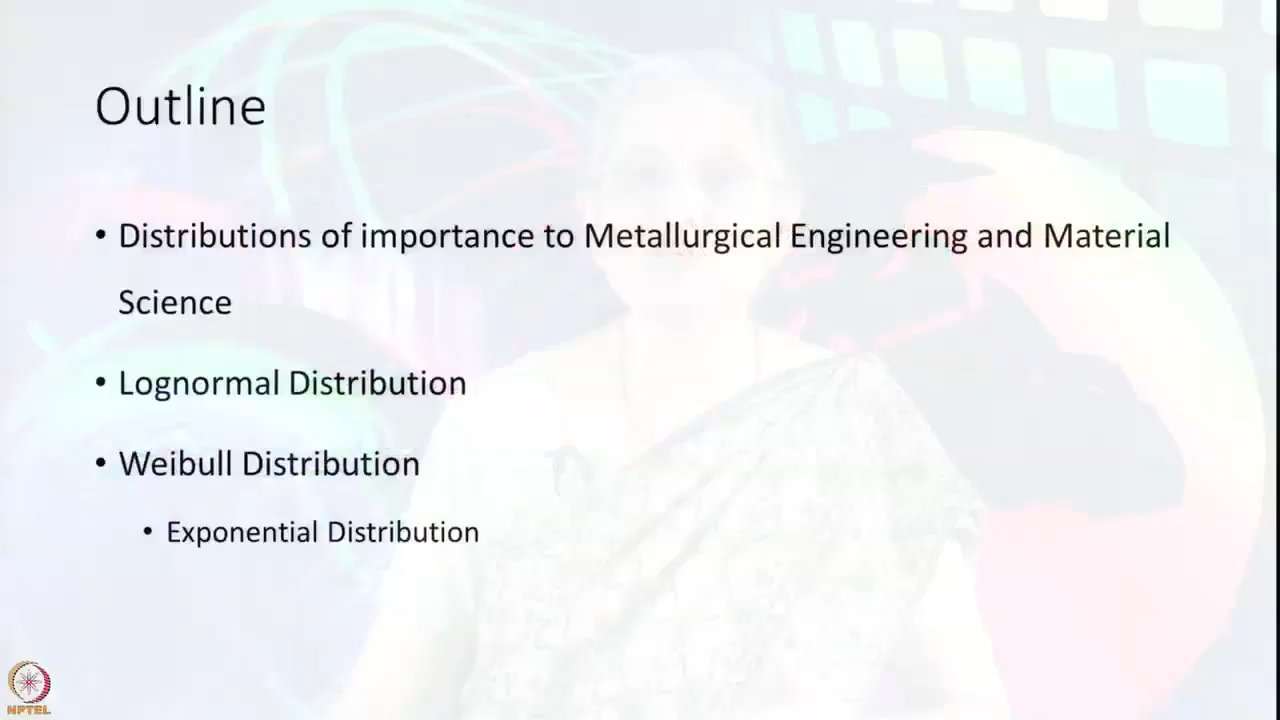 Outline
• Distributions of importance to Metallurgical Engineering and Material
Science
• Lognormal Distribution
• Weibull Distribution
• Exponential Distribution
NPTEL